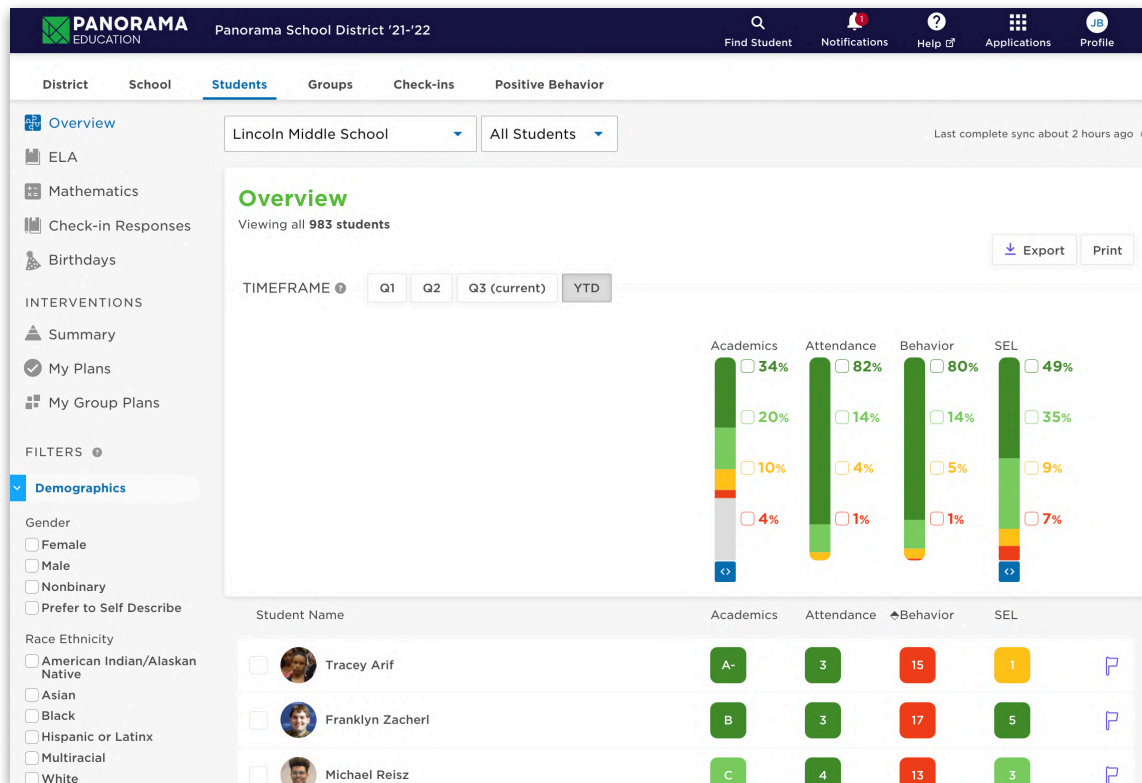 PANORAMA
EDUCATION
Panorama School District '21-'22
Find Student
1
Notifications
?
Help
Applications
JB
Profile
District
School
Students
Groups
Check-ins
Positive Behavior
Overview
ELA
Mathematics
Check-in Responses
Birthdays
INTERVENTIONS
Summary
My Plans
My Group Plans
FILTERS ?
Demographics
Gender
Female
Male
Nonbinary
Prefer to Self Describe
Race Ethnicity
American Indian/Alaskan
Native
Asian
Black
Hispanic or Latinx
Multiracial
White
Lincoln Middle School
All Students
Last complete sync about 2 hours ago
Overview
Viewing all 983 students
Export
Print
TIMEFRAME ?
Q1
Q2
Q3 (current)
YTD
Academics Attendance Behavior SEL
34% 82% 80% 49%
20% 14% 14% 35%
10% 4% 5% 9%
4% 1% 1% 7%
<> <>
Student Name Academics Attendance Behavior SEL
Tracey Arif A- 3 15 1
Franklyn Zacherl B 3 17 5
Michael Reisz C 4 13 3